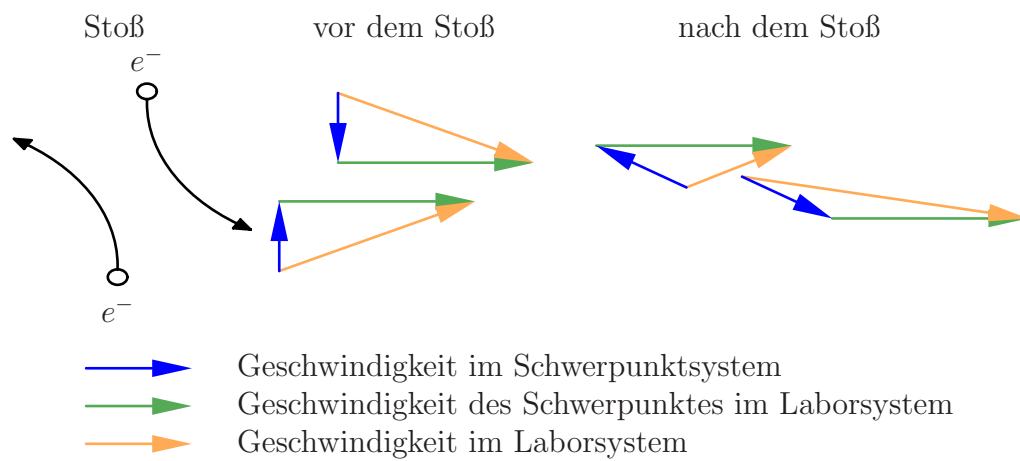 Stoß vor dem Stoß nach dem Stoß
e⁻
e⁻
Geschwindigkeit im Schwerpunktsystem
Geschwindigkeit des Schwerpunktes im Laborsystem
Geschwindigkeit im Laborsystem